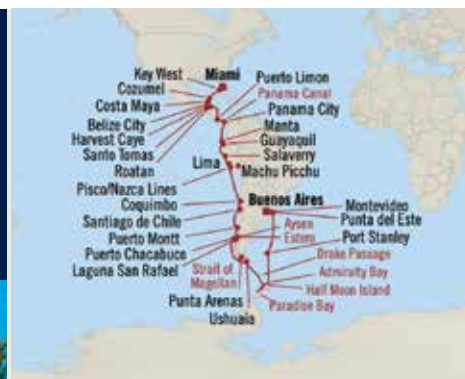 Key West
Miami
Cozumel
Costa Maya
Belize City
Harvest Caye
Santo Tomas
Roatan
Puerto Limon
Panama Canal
Panama City
Manta
Guayaquil
Salaverry
Machu Picchu
Lima
Pisco/Nazca Lines
Coquimbo
Santiago de Chile
Puerto Montt
Puerto Chacabuco
Laguna San Rafael
Strait of
Magellan
Punta Arenas
Ushuaia
Buenos Aires
Montevideo
Punta del Este
Aysen
Estero
Port Stanley
Drake Passage
Admiralty Bay
Half Moon Island
Paradise Bay